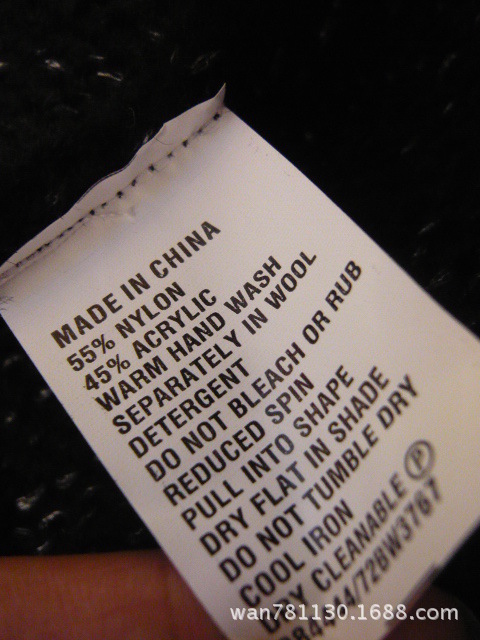 MADE IN CHINA
55% NYLON
45% ACRYLIC
WARM HAND WASH
SEPARATELY IN WOOL
DETERGENT
DO NOT BLEACH OR RUB
REDUCED SPIN
PULL INTO SHAPE
DRY FLAT IN SHADE
DO NOT TUMBLE DRY
COOL IRON
DRY CLEANABLE Ⓟ
wan781130.1688.com